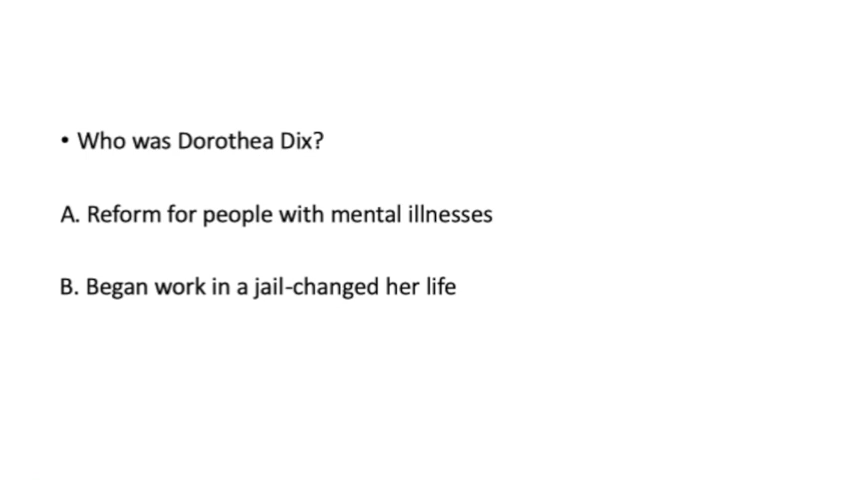 • Who was Dorothea Dix?
A. Reform for people with mental illnesses
B. Began work in a jail-changed her life